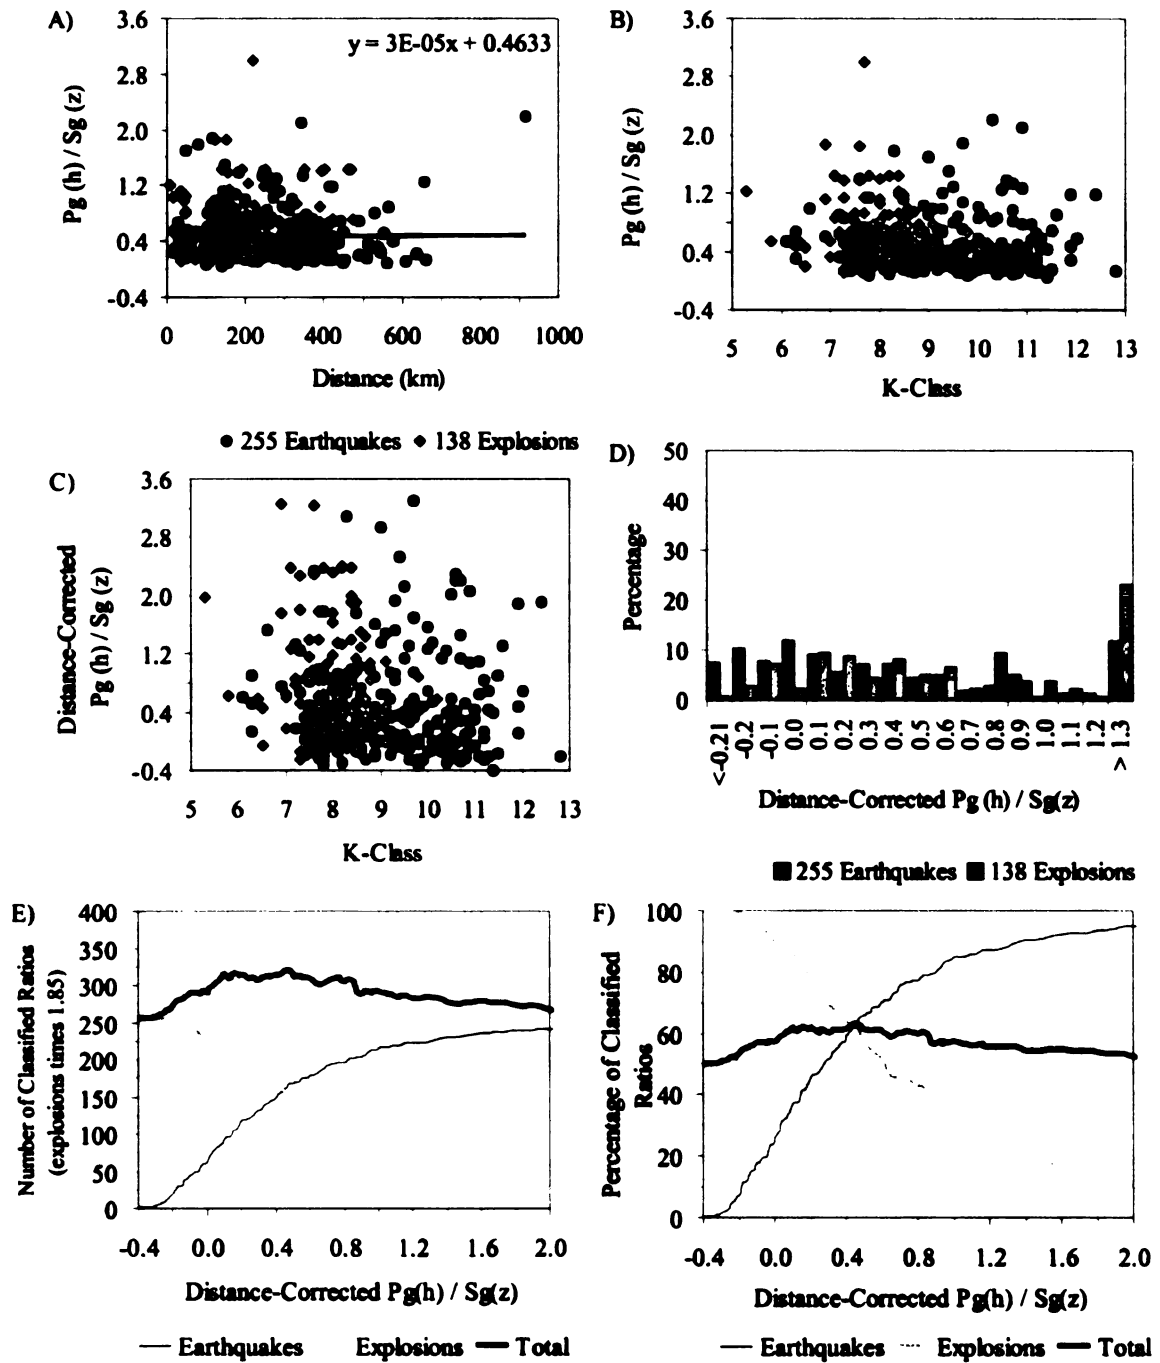 A)
3.6
2.8
2.0
1.2
0.4
-0.4
Pg (h) / Sg (z)
y = 3E-05x + 0.4633
0 200 400 600 800 1000
Distance (km)
B)
3.6
2.8
2.0
1.2
0.4
-0.4
Pg (h) / Sg (z)
5 6 7 8 9 10 11 12 13
K-Class
255 Earthquakes 138 Explosions
C)
3.6
2.8
2.0
1.2
0.4
-0.4
Distance-Corrected
Pg (h) / Sg (z)
5 6 7 8 9 10 11 12 13
K-Class
D)
50
40
30
20
10
0
Percentage
<-0.21 -0.2 -0.1 0.0 0.1 0.2 0.3 0.4 0.5 0.6 0.7 0.8 0.9 1.0 1.1 1.2 > 1.3
Distance-Corrected Pg (h) / Sg(z)
255 Earthquakes 138 Explosions
E)
400
350
300
250
200
150
100
50
0
Number of Classified Ratios
(explosions times 1.85)
-0.4 0.0 0.4 0.8 1.2 1.6 2.0
Distance-Corrected Pg(h) / Sg(z)
Earthquakes Explosions Total
F)
100
80
60
40
20
0
Percentage of Classified
Ratios
-0.4 0.0 0.4 0.8 1.2 1.6 2.0
Distance-Corrected Pg(h) / Sg(z)
Earthquakes Explosions Total